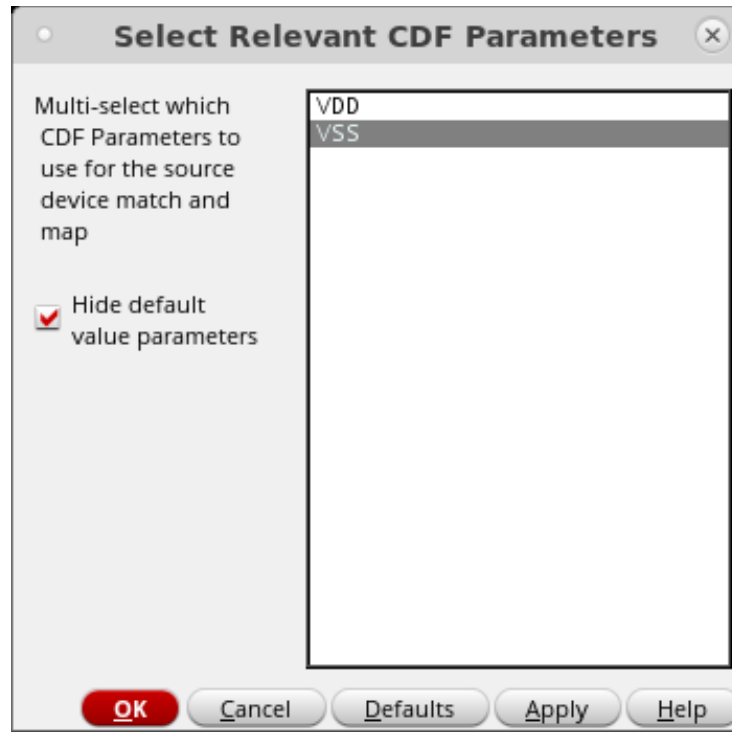 Select Relevant CDF Parameters
Multi-select which
CDF Parameters to
use for the source
device match and
map
Hide default
value parameters
VDD
VSS
OK Cancel Defaults Apply Help